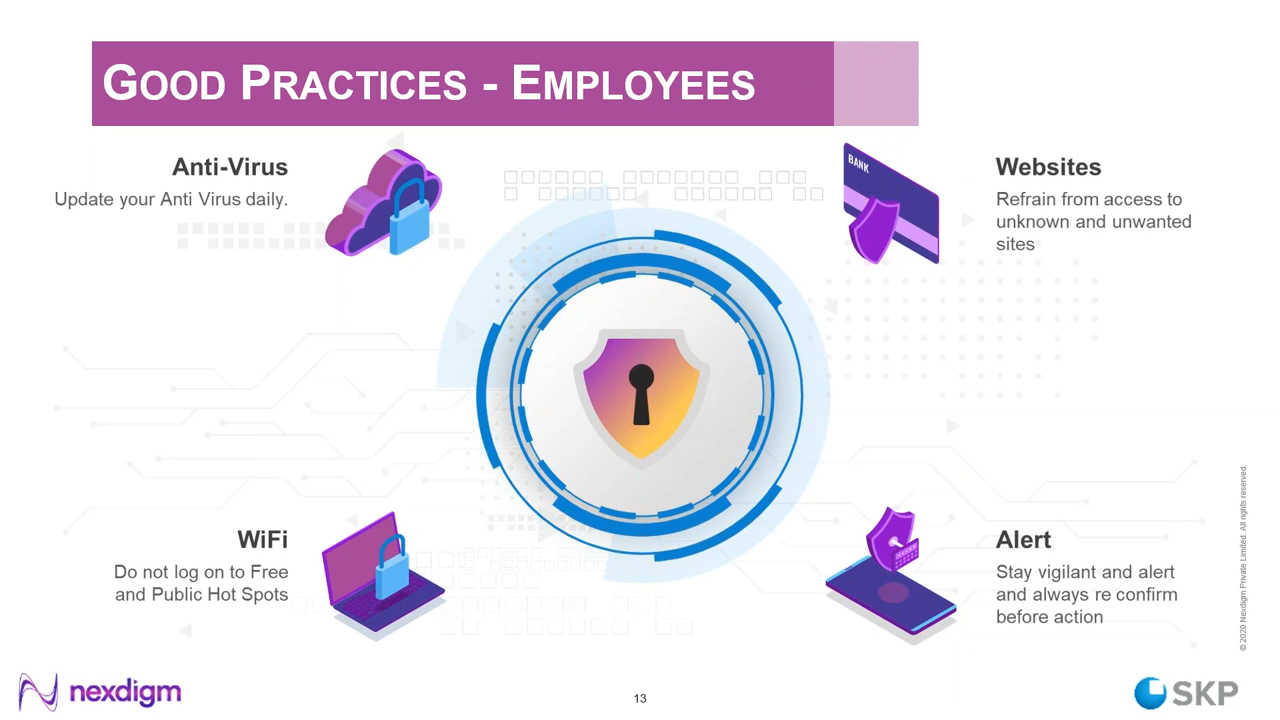 GOOD PRACTICES - EMPLOYEES
Anti-Virus
Update your Anti Virus daily.
BANK
Websites
Refrain from access to
unknown and unwanted
sites
WiFi
Do not log on to Free
and Public Hot Spots
Alert
Stay vigilant and alert
and always re confirm
before action
© 2020 Nexdigm Private Limited. All rights reserved.
nexdigm
13
SKP